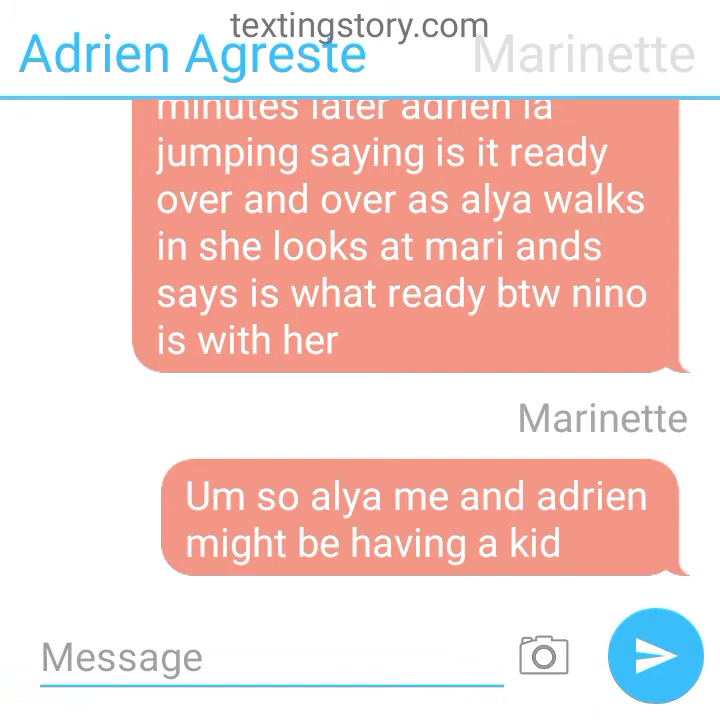 textingstory.com
Adrien Agreste Marinette
minutes later adrien ia
jumping saying is it ready
over and over as alya walks
in she looks at mari ands
says is what ready btw nino
is with her
Marinette
Um so alya me and adrien
might be having a kid
Message